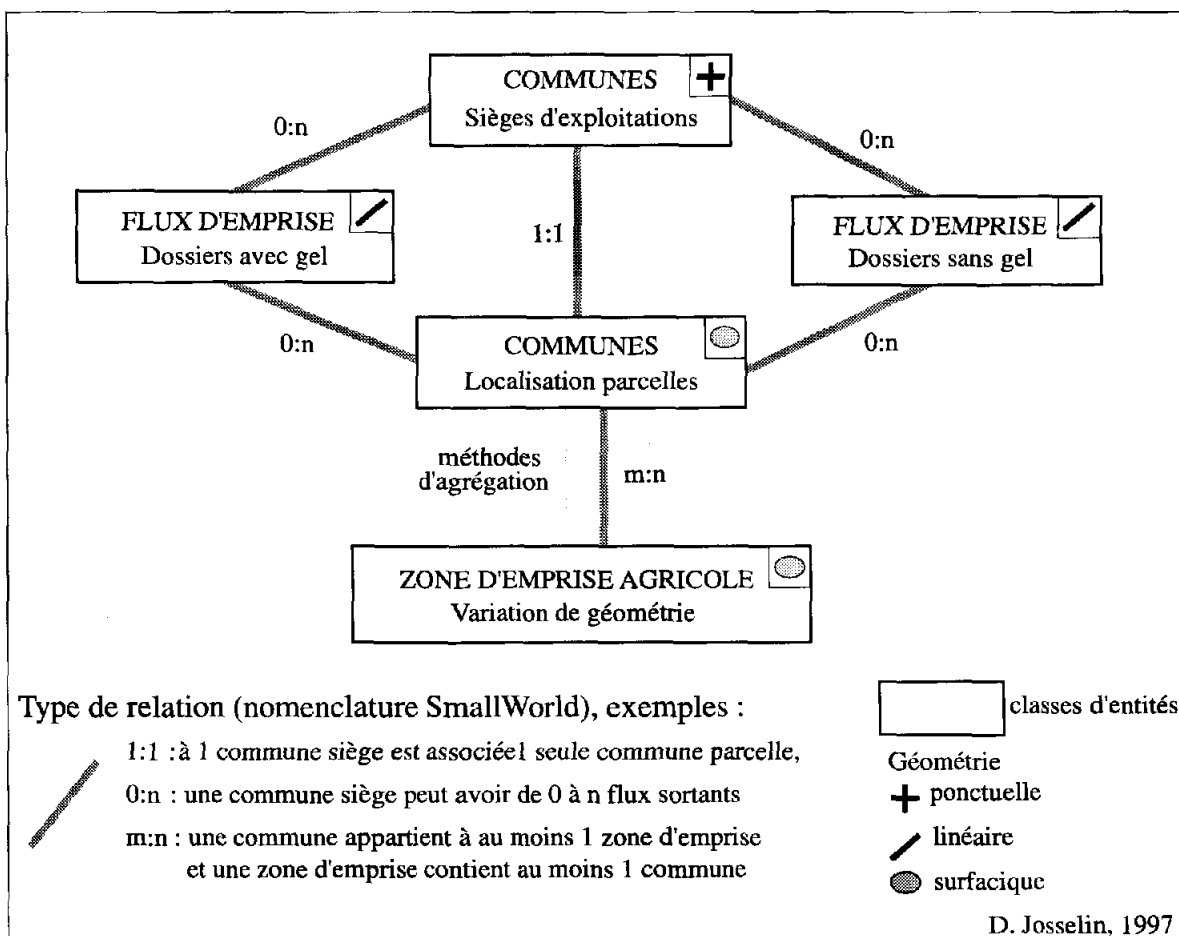 COMMUNES
Sièges d'exploitations
0:n
0:n
FLUX D'EMPRISE
Dossiers avec gel
1:1
FLUX D'EMPRISE
Dossiers sans gel
0:n
0:n
COMMUNES
Localisation parcelles
méthodes
d'agrégation
m:n
ZONE D'EMPRISE AGRICOLE
Variation de géométrie
Type de relation (nomenclature SmallWorld), exemples :
1:1 :à 1 commune siège est associée1 seule commune parcelle,
0:n : une commune siège peut avoir de 0 à n flux sortants
m:n : une commune appartient à au moins 1 zone d'emprise
et une zone d'emprise contient au moins 1 commune
classes d'entités
Géométrie
ponctuelle
linéaire
surfacique
D. Josselin, 1997